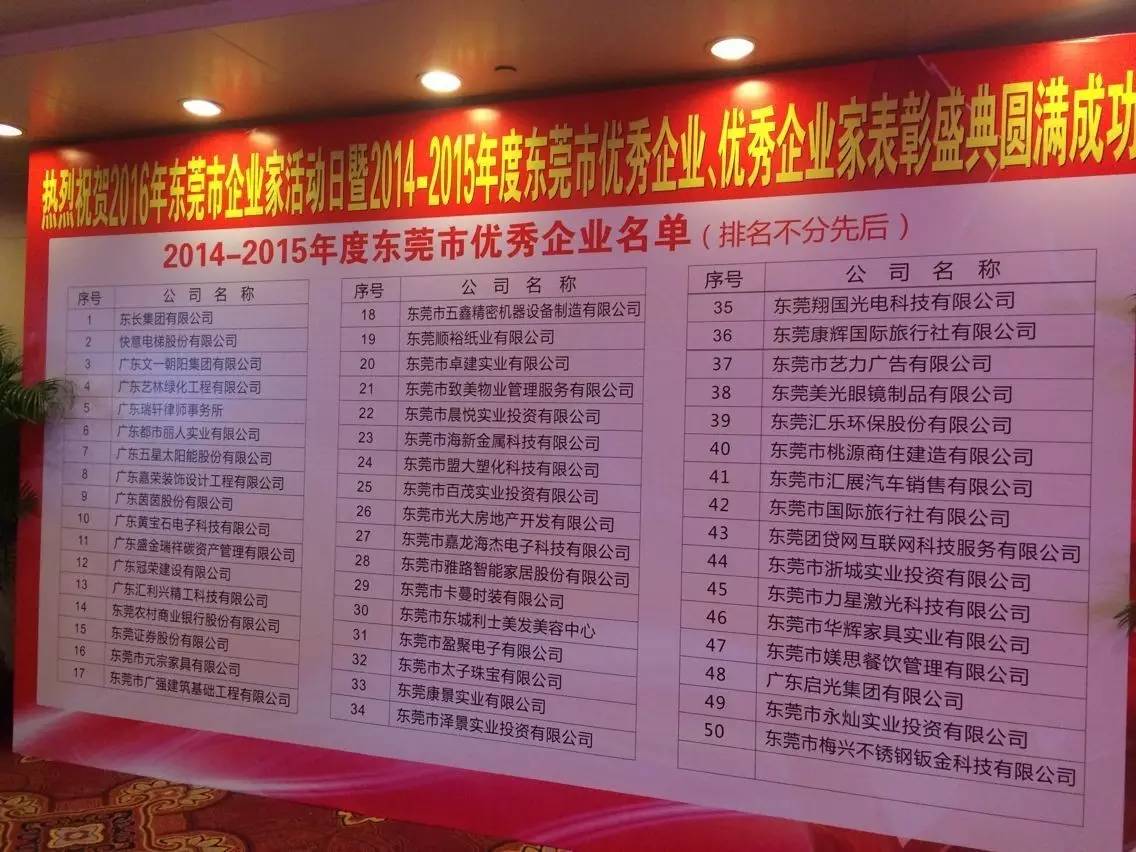 热烈祝贺2016年东莞市企业家活动日暨2014-2015年度东莞市优秀企业、优秀企业家表彰盛典圆满成功
2014-2015年度东莞市优秀企业名单（排名不分先后）
序号 公司名称
1 东长集团有限公司
2 快意电梯股份有限公司
3 广东文一朝阳集团有限公司
4 广东艺林绿化工程有限公司
5 广东瑞轩律师事务所
6 广东都市丽人实业有限公司
7 广东五星太阳能股份有限公司
8 广东嘉荣装饰设计工程有限公司
9 广东茵茵股份有限公司
10 广东黄宝石电子科技有限公司
11 广东盛金瑞祥碳资产管理有限公司
12 广东冠荣建设有限公司
13 广东汇利兴精工科技有限公司
14 东莞农村商业银行股份有限公司
15 东莞证券股份有限公司
16 东莞市元宗家具有限公司
17 东莞市广强建筑基础工程有限公司
序号 公司名称
18 东莞市五鑫精密机器设备制造有限公司
19 东莞顺裕纸业有限公司
20 东莞市卓建实业有限公司
21 东莞市致美物业管理服务有限公司
22 东莞市晨悦实业投资有限公司
23 东莞市海新金属科技有限公司
24 东莞市盟大塑化科技有限公司
25 东莞市百茂实业投资有限公司
26 东莞市光大房地产开发有限公司
27 东莞市嘉龙海杰电子科技有限公司
28 东莞市雅路智能家居股份有限公司
29 东莞市卡蔓时装有限公司
30 东莞市东城利士美发美容中心
31 东莞市盈聚电子有限公司
32 东莞市太子珠宝有限公司
33 东莞康景实业有限公司
34 东莞市泽景实业投资有限公司
序号 公司名称
35 东莞翔国光电科技有限公司
36 东莞康辉国际旅行社有限公司
37 东莞市艺力广告有限公司
38 东莞美光眼镜制品有限公司
39 东莞汇乐环保股份有限公司
40 东莞市桃源商住建造有限公司
41 东莞市汇展汽车销售有限公司
42 东莞市国际旅行社有限公司
43 东莞团贷网互联网科技服务有限公司
44 东莞市浙城实业投资有限公司
45 东莞市力星激光科技有限公司
46 东莞市华辉家具实业有限公司
47 东莞市媄思餐饮管理有限公司
48 广东启光集团有限公司
49 东莞市永灿实业投资有限公司
50 东莞市梅兴不锈钢钣金科技有限公司